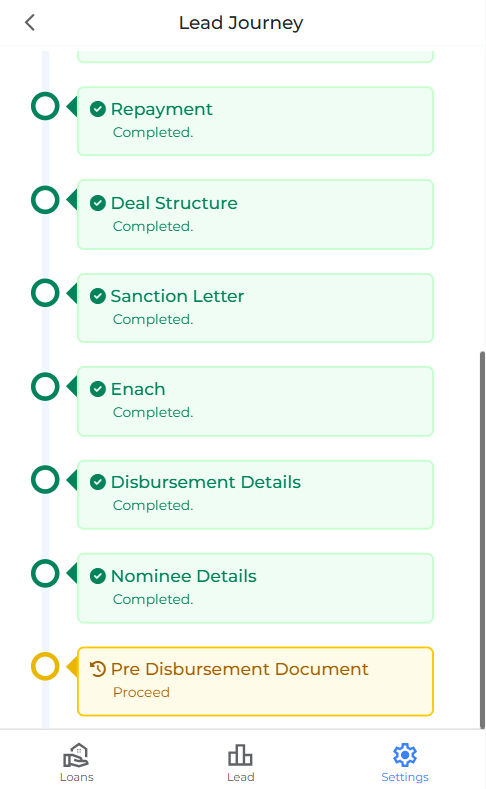 Lead Journey
Repayment
Completed.
Deal Structure
Completed.
Sanction Letter
Completed.
Enach
Completed.
Disbursement Details
Completed.
Nominee Details
Completed.
Pre Disbursement Document
Proceed
Loans
Lead
Settings